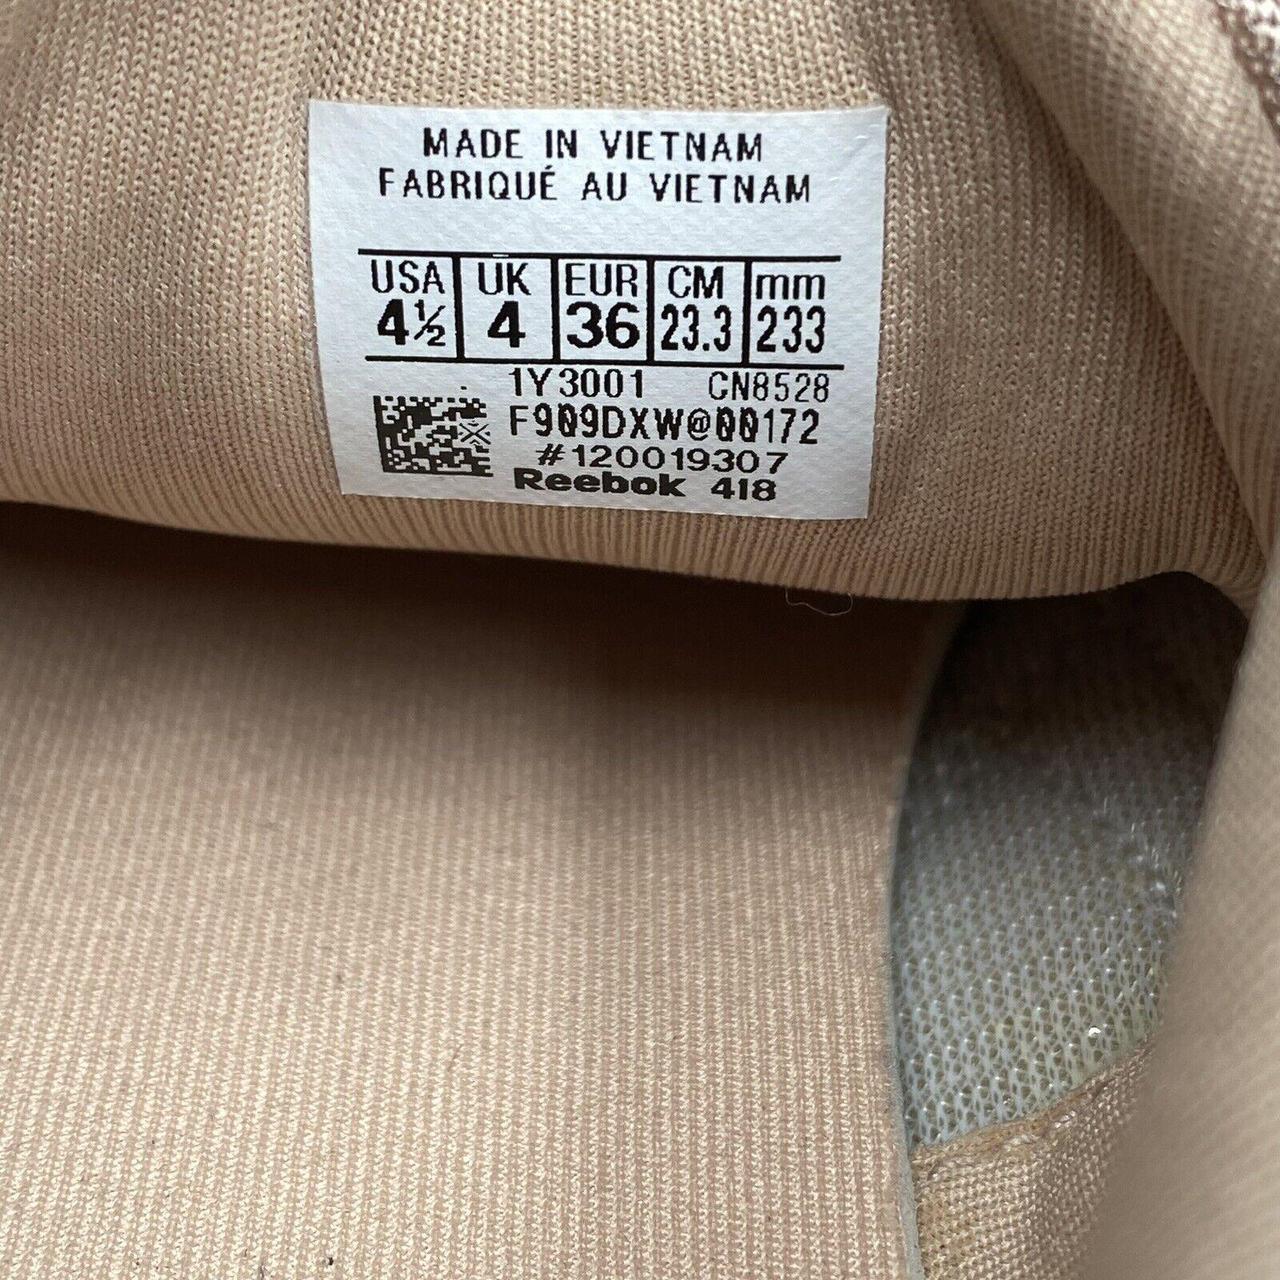 MADE IN VIETNAM
FABRIQUÉ AU VIETNAM
USA UK EUR CM mm
4½ 4 36 23.3 233
1Y3001 CN8528
F909DXW@00172
#120019307
Reebok 418